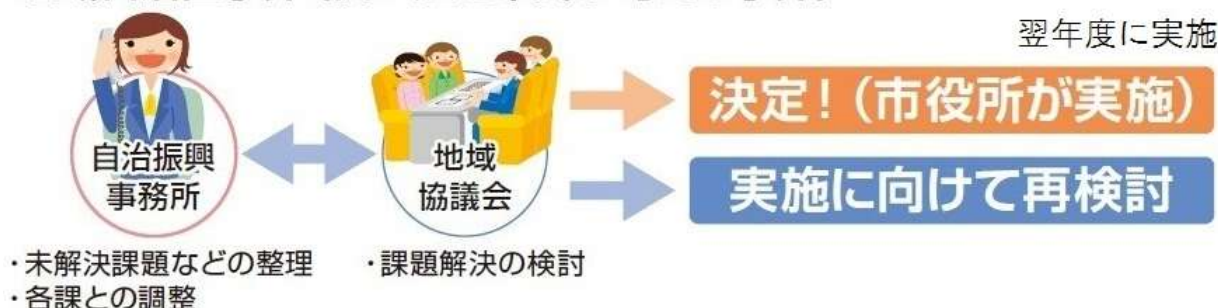 翌年度に実施
決定！（市役所が実施）
自治振興
事務所
地域
協議会
実施に向けて再検討
・未解決課題などの整理
・各課との調整
・課題解決の検討